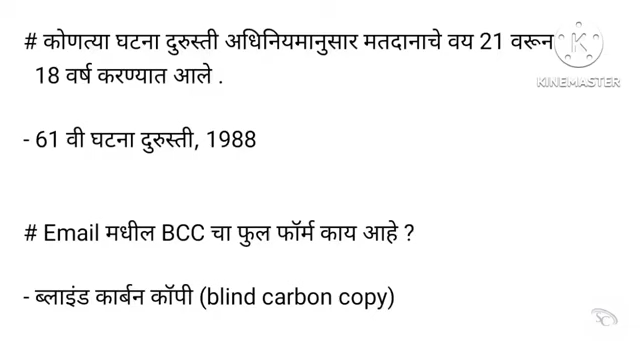 # कोणत्या घटना दुरुस्ती अधिनियमानुसार मतदानाचे वय 21 वरून
18 वर्ष करण्यात आले .
KINEMASTER
- 61 वी घटना दुरुस्ती, 1988
# Email मधील BCC चा फुल फॉर्म काय आहे ?
- ब्लाइंड कार्बन कॉपी (blind carbon copy)